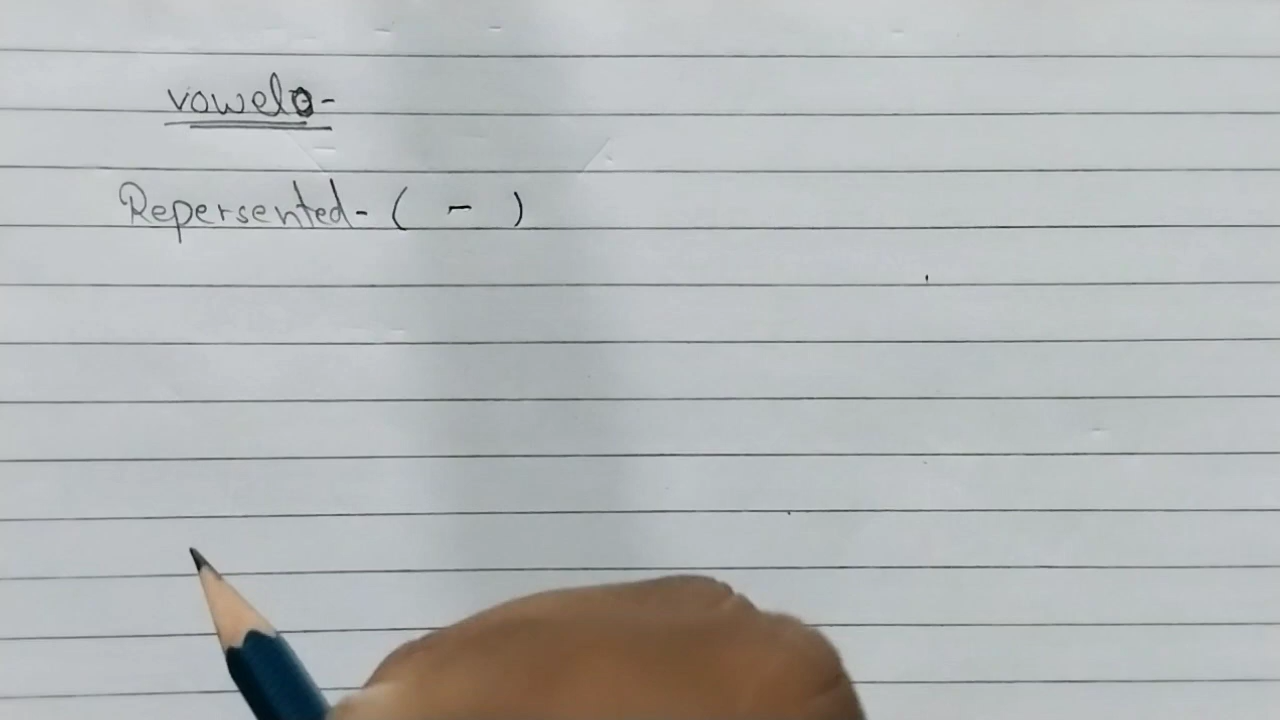 vowels-
Repersented- ( - )